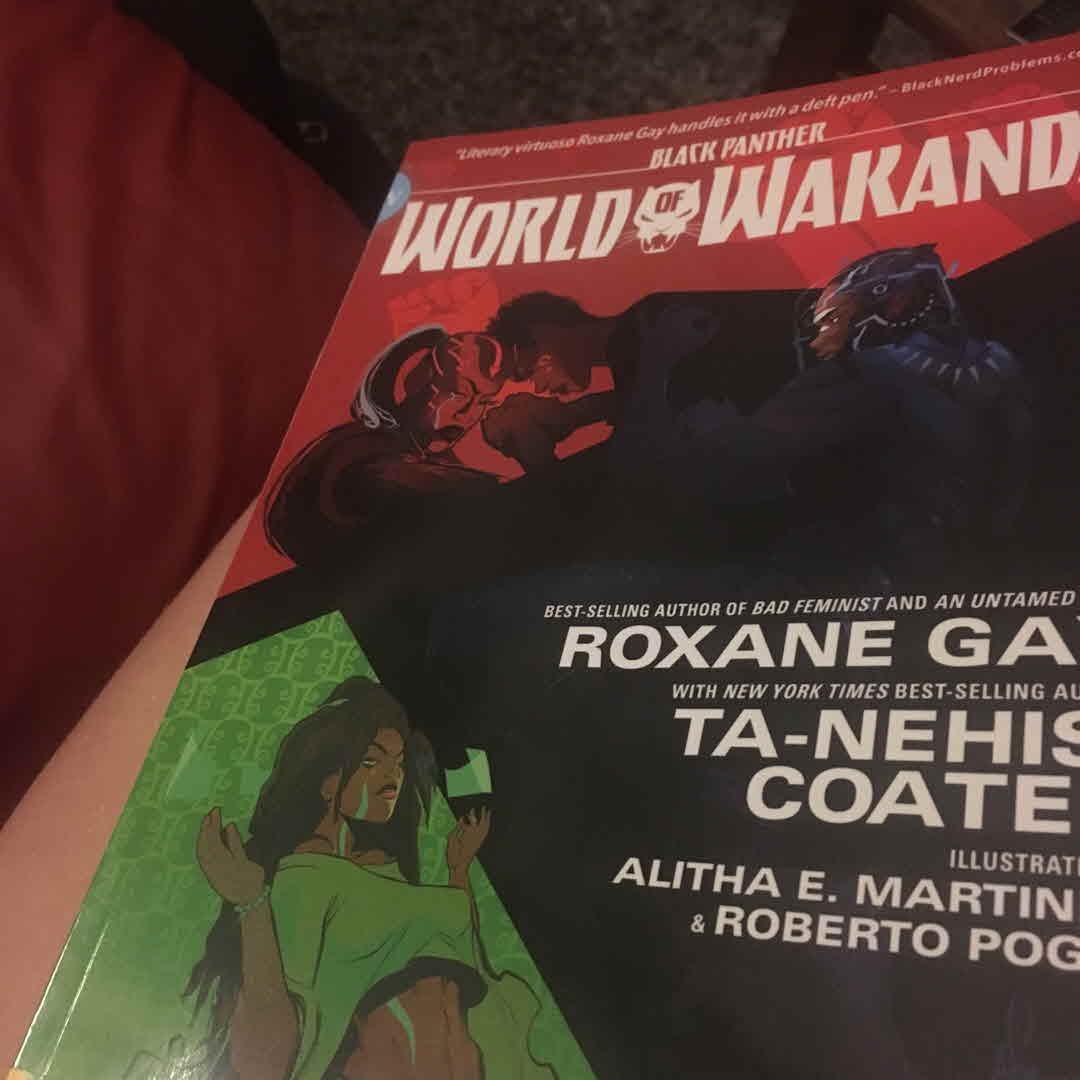 "Literary virtuoso Roxane Gay handles it with a deft pen." – BlackNerdProblems.co
BLACK PANTHER
WORLD OF WAKAND
BEST-SELLING AUTHOR OF BAD FEMINIST AND AN UNTAMED
ROXANE GAY
WITH NEW YORK TIMES BEST-SELLING AU
TA-NEHIS
COATE
ILLUSTRAT
ALITHA E. MARTIN
& ROBERTO POG